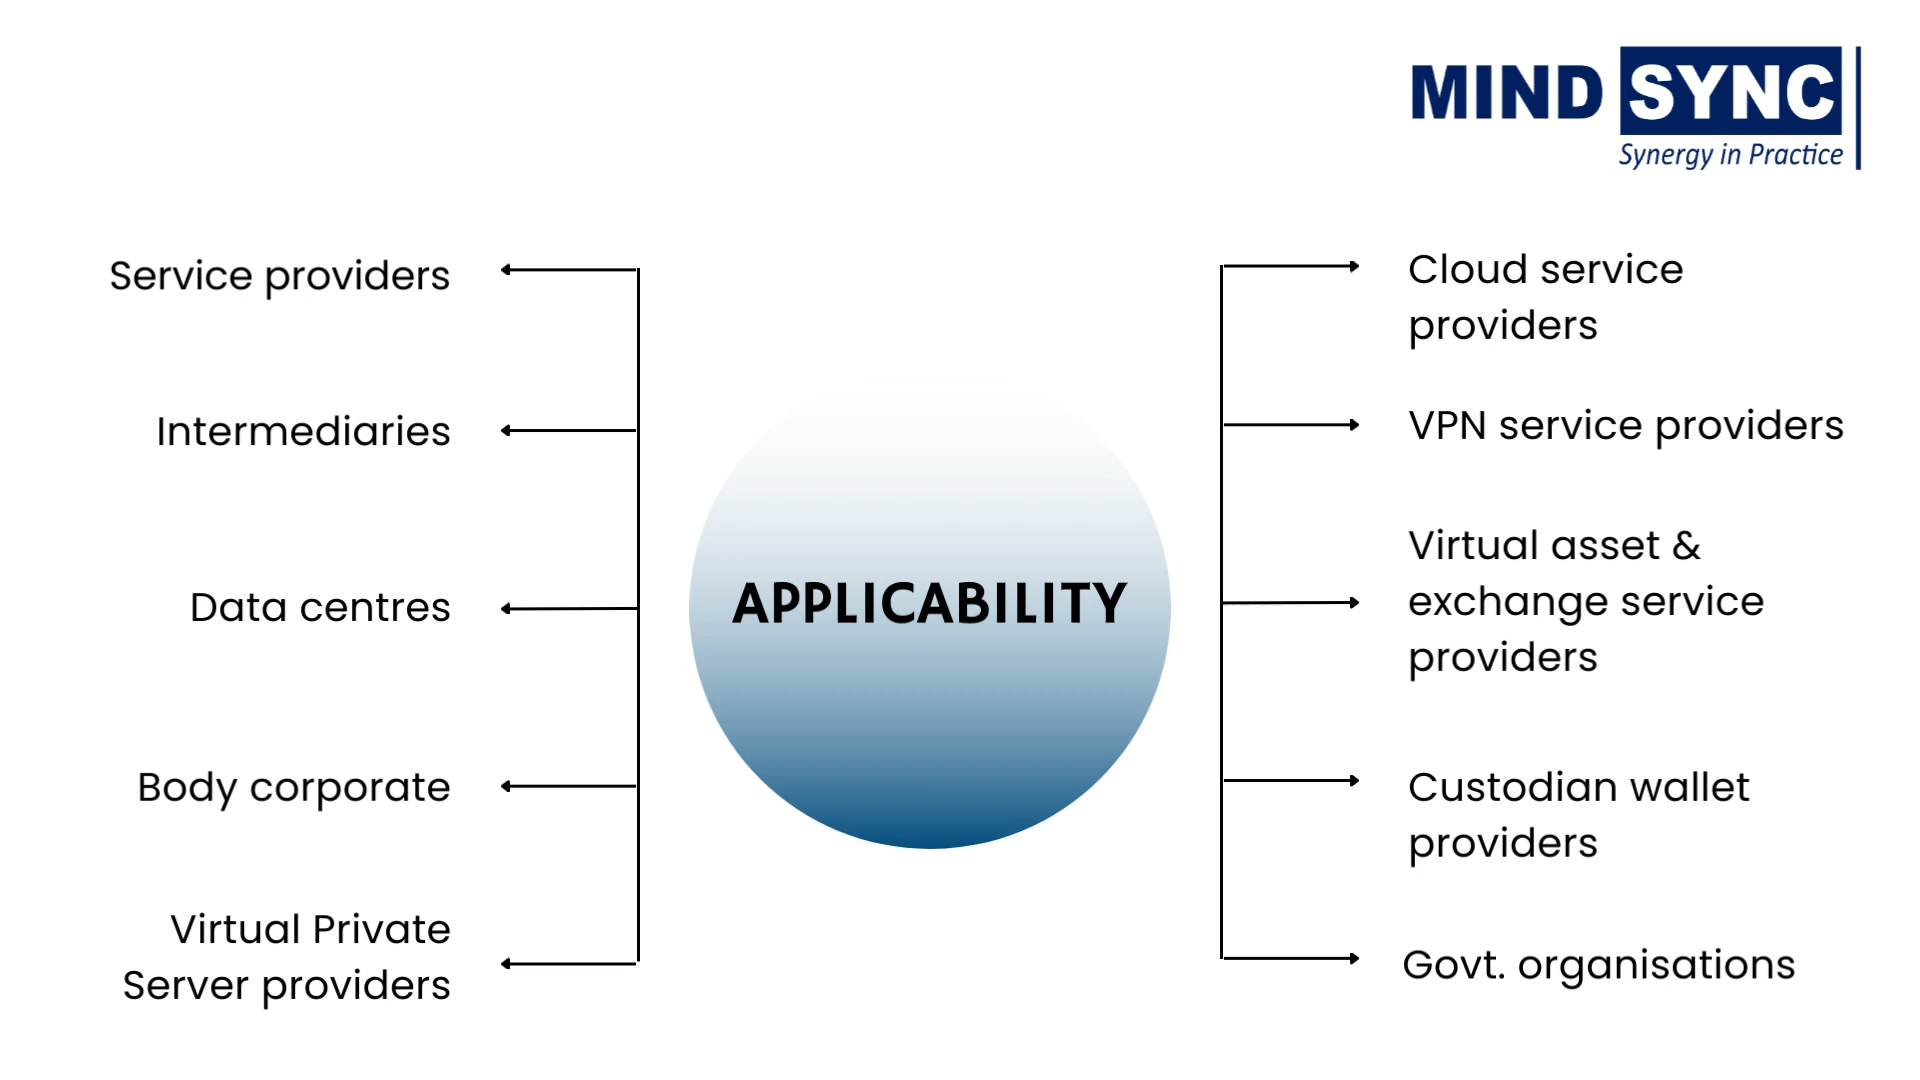 MIND SYNC
Synergy in Practice
Service providers
Intermediaries
Data centres
Body corporate
Virtual Private
Server providers
APPLICABILITY
Cloud service
providers
VPN service providers
Virtual asset &
exchange service
providers
Custodian wallet
providers
Govt. organisations